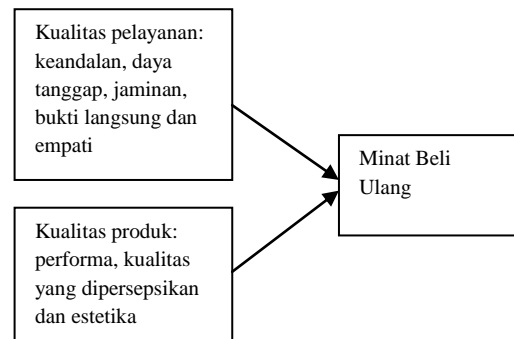 Kualitas pelayanan:
keandalan, daya
tanggap, jaminan,
bukti langsung dan
empati
Minat Beli
Ulang
Kualitas produk:
performa, kualitas
yang dipersepsikan
dan estetika